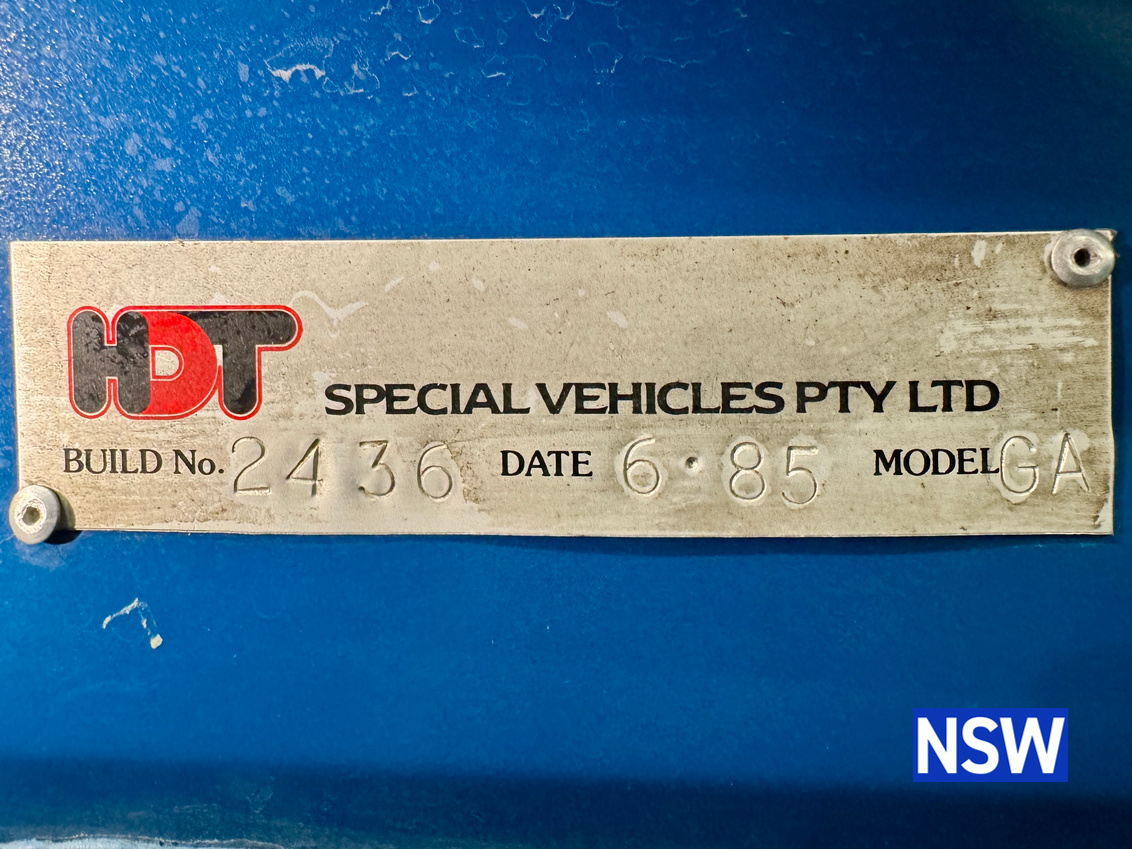 HDT
SPECIAL VEHICLES PTY LTD
BUILD No. 2436 DATE 6·85 MODEL GA
NSW